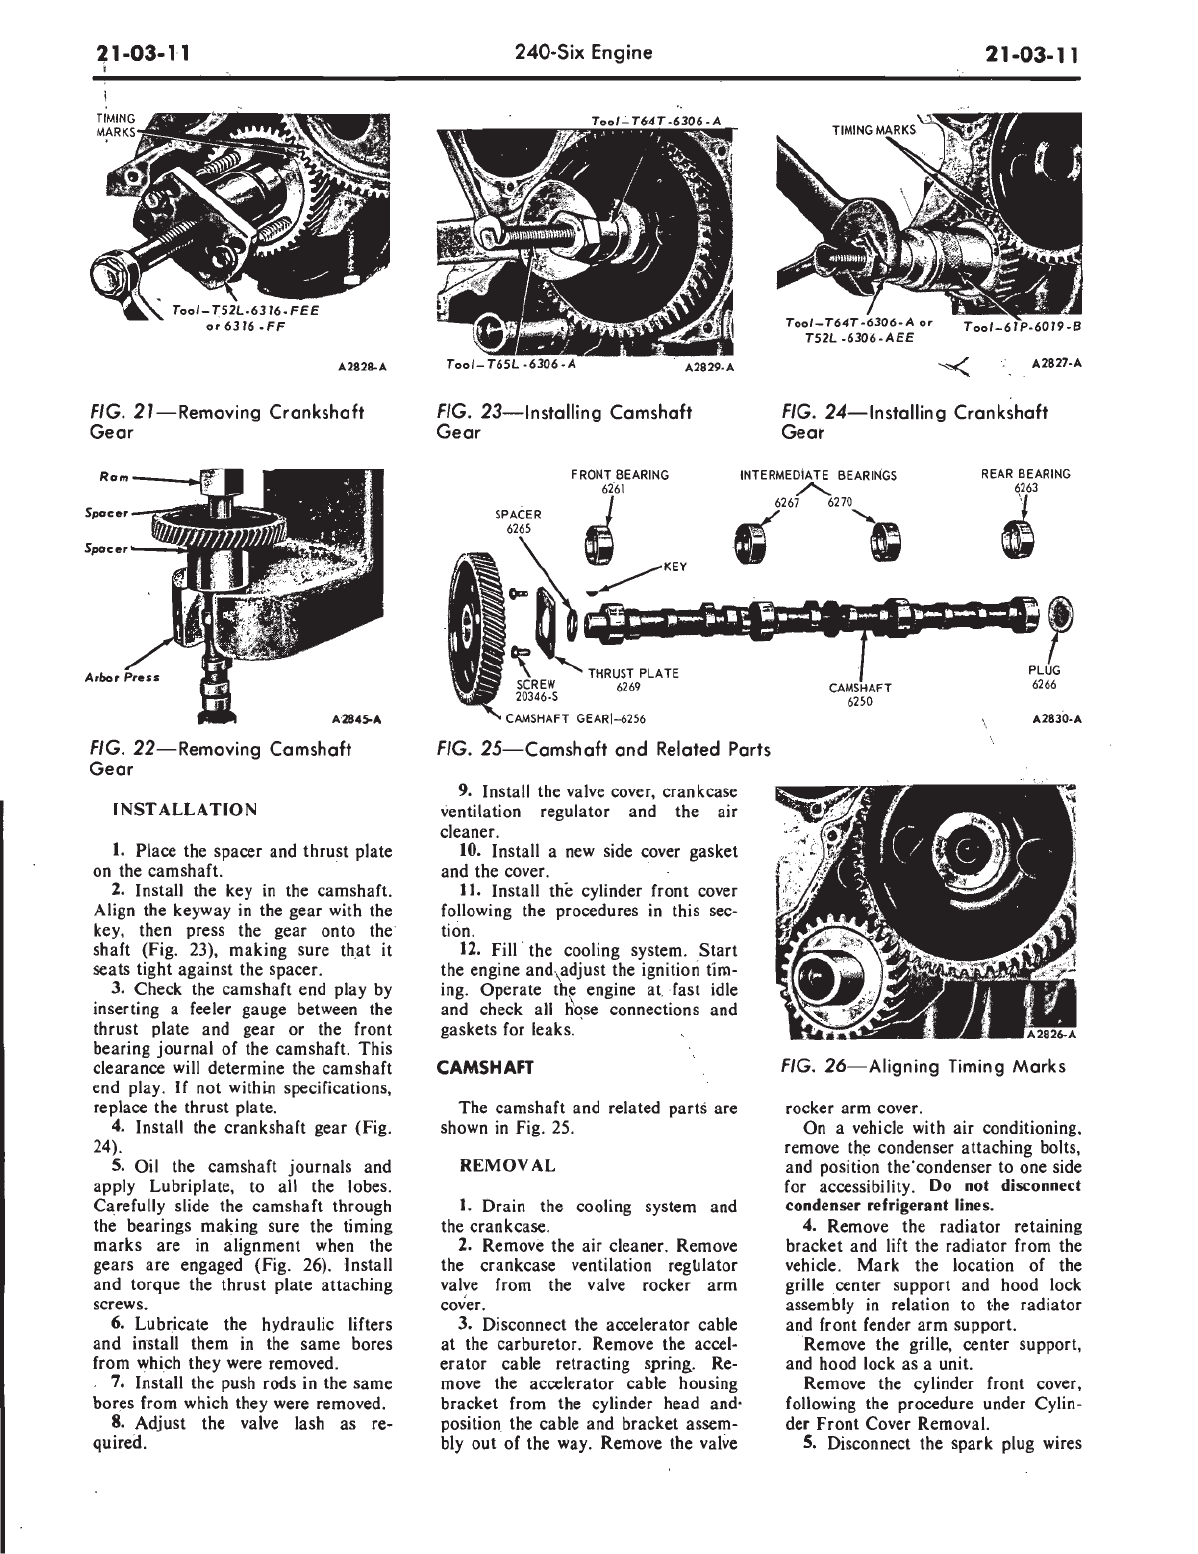 21-03-11
240-Six Engine
21-03-11
TIMING
MARKS
Tool-T52L-6316-FEE
or 6316-FF
A2828-A
FIG. 21—Removing Crankshaft
Gear
Tool-T64T-6306-A
Tool-T65L-6306-A
A2829-A
FIG. 23—Installing Camshaft
Gear
TIMING MARKS
Tool-T64T-6306-A or
T52L-6306-AEE
Tool-61P-6019-B
A2827-A
FIG. 24—Installing Crankshaft
Gear
Ram
Spacer
Spacer
Arbor Press
A2845-A
FIG. 22—Removing Camshaft
Gear
FRONT BEARING
6261
INTERMEDIATE BEARINGS
6267 6270
REAR BEARING
6263
SPACER
6265
KEY
THRUST PLATE
6269
SCREW
20346-S
CAMSHAFT GEAR-6256
CAMSHAFT
6250
PLUG
6266
A2830-A
FIG. 25—Camshaft and Related Parts
INSTALLATION
1. Place the spacer and thrust plate
on the camshaft.
2. Install the key in the camshaft.
Align the keyway in the gear with the
key, then press the gear onto the
shaft (Fig. 23), making sure that it
seats tight against the spacer.
3. Check the camshaft end play by
inserting a feeler gauge between the
thrust plate and gear or the front
bearing journal of the camshaft. This
clearance will determine the camshaft
end play. If not within specifications,
replace the thrust plate.
4. Install the crankshaft gear (Fig.
24).
5. Oil the camshaft journals and
apply Lubriplate, to all the lobes.
Carefully slide the camshaft through
the bearings making sure the timing
marks are in alignment when the
gears are engaged (Fig. 26). Install
and torque the thrust plate attaching
screws.
6. Lubricate the hydraulic lifters
and install them in the same bores
from which they were removed.
7. Install the push rods in the same
bores from which they were removed.
8. Adjust the valve lash as re-
quired.
9. Install the valve cover, crankcase
ventilation regulator and the air
cleaner.
10. Install a new side cover gasket
and the cover.
11. Install the cylinder front cover
following the procedures in this sec-
tion.
12. Fill the cooling system. Start
the engine and adjust the ignition tim-
ing. Operate the engine at fast idle
and check all hose connections and
gaskets for leaks.
CAMSHAFT
The camshaft and related parts are
shown in Fig. 25.
REMOVAL
1. Drain the cooling system and
the crankcase.
2. Remove the air cleaner. Remove
the crankcase ventilation regulator
valve from the valve rocker arm
cover.
3. Disconnect the accelerator cable
at the carburetor. Remove the accel-
erator cable retracting spring. Re-
move the accelerator cable housing
bracket from the cylinder head and
position the cable and bracket assem-
bly out of the way. Remove the valve
A2826-A
FIG. 26—Aligning Timing Marks
rocker arm cover.
On a vehicle with air conditioning,
remove the condenser attaching bolts,
and position the condenser to one side
for accessibility. Do not disconnect
condenser refrigerant lines.
4. Remove the radiator retaining
bracket and lift the radiator from the
vehicle. Mark the location of the
grille center support and hood lock
assembly in relation to the radiator
and front fender arm support.
Remove the grille, center support,
and hood lock as a unit.
Remove the cylinder front cover,
following the procedure under Cylin-
der Front Cover Removal.
5. Disconnect the spark plug wires